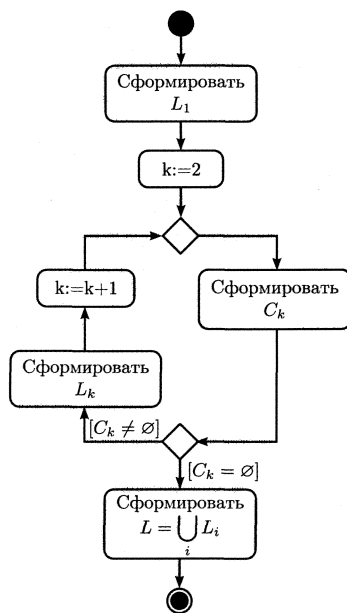 Сформировать
L₁
k:=2
k:=k+1
Сформировать
Cₖ
Сформировать
Lₖ
[Cₖ ≠ ∅]
[Cₖ = ∅]
Сформировать
L = ⋃ Lᵢ
i